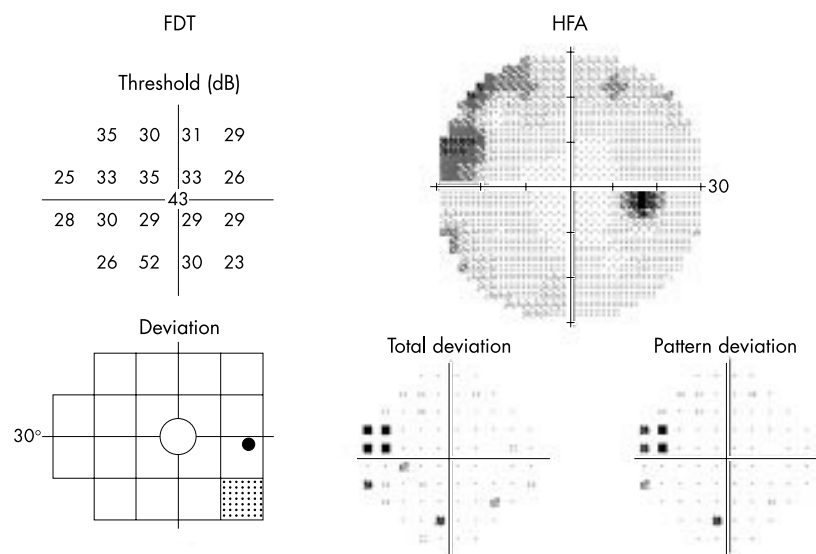 FDT
HFA
Threshold (dB)
35 30 31 29
25 33 35 33 26
43
28 30 29 29 29
26 52 30 23
30
Deviation
30°
Total deviation
Pattern deviation